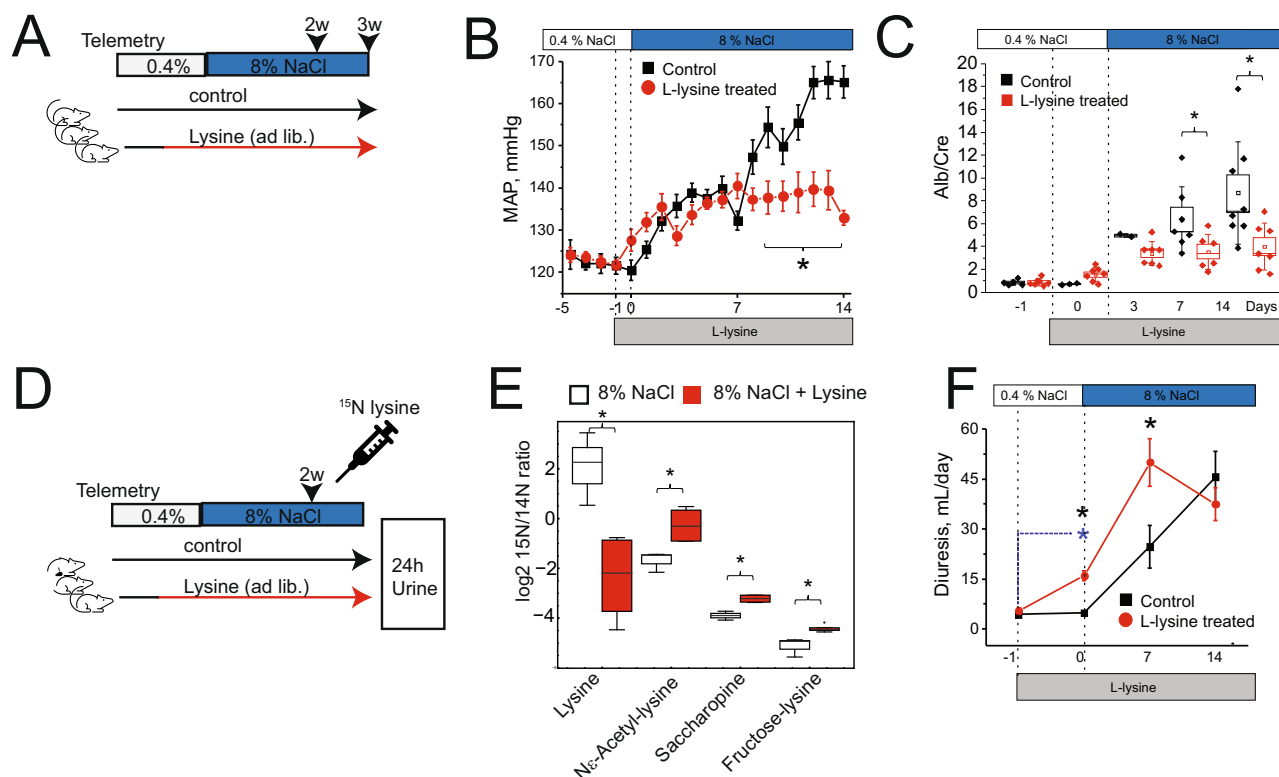 A
Telemetry
2w
3w
0.4%
8% NaCl
control
Lysine (ad lib.)
B
0.4 % NaCl
8 % NaCl
Control
L-lysine treated
MAP, mmHg
170
160
150
140
130
120
*
-5
-1
0
7
14
L-lysine
C
0.4 % NaCl
8 % NaCl
Control
L-lysine treated
Alb/Cre
20
18
16
14
12
10
8
6
4
2
0
*
*
-1
0
3
7
14
Days
L-lysine
D
15N lysine
2w
Telemetry
0.4%
8% NaCl
control
Lysine (ad lib.)
24h
Urine
E
8% NaCl
8% NaCl + Lysine
log2 15N/14N ratio
2
0
−2
−4
*
*
*
*
Lysine
Nε-Acetyl-lysine
Saccharopine
Fructose-lysine
F
0.4 % NaCl
8 % NaCl
Diuresis, mL/day
60
45
30
15
0
*
*
*
Control
L-lysine treated
-1
0
7
14
L-lysine